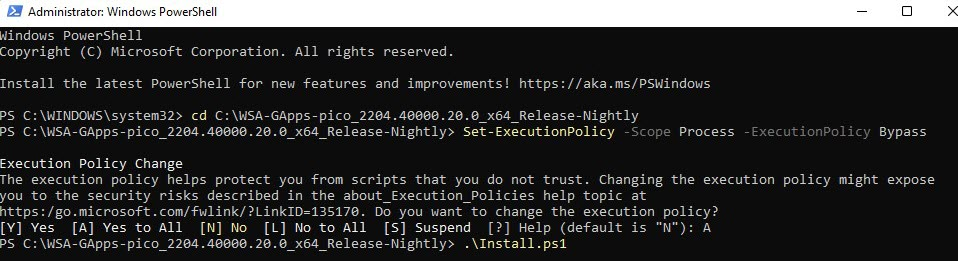 Administrator: Windows PowerShell
Windows PowerShell
Copyright (C) Microsoft Corporation. All rights reserved.
Install the latest PowerShell for new features and improvements! https://aka.ms/PSWindows
PS C:\WINDOWS\system32> cd C:\WSA-GApps-pico_2204.40000.20.0_x64_Release-Nightly
PS C:\WSA-GApps-pico_2204.40000.20.0_x64_Release-Nightly> Set-ExecutionPolicy -Scope Process -ExecutionPolicy Bypass
Execution Policy Change
The execution policy helps protect you from scripts that you do not trust. Changing the execution policy might expose
you to the security risks described in the about_Execution_Policies help topic at
https:/go.microsoft.com/fwlink/?LinkID=135170. Do you want to change the execution policy?
[Y] Yes  [A] Yes to All  [N] No  [L] No to All  [S] Suspend  [?] Help (default is "N"): A
PS C:\WSA-GApps-pico_2204.40000.20.0_x64_Release-Nightly> .\Install.ps1